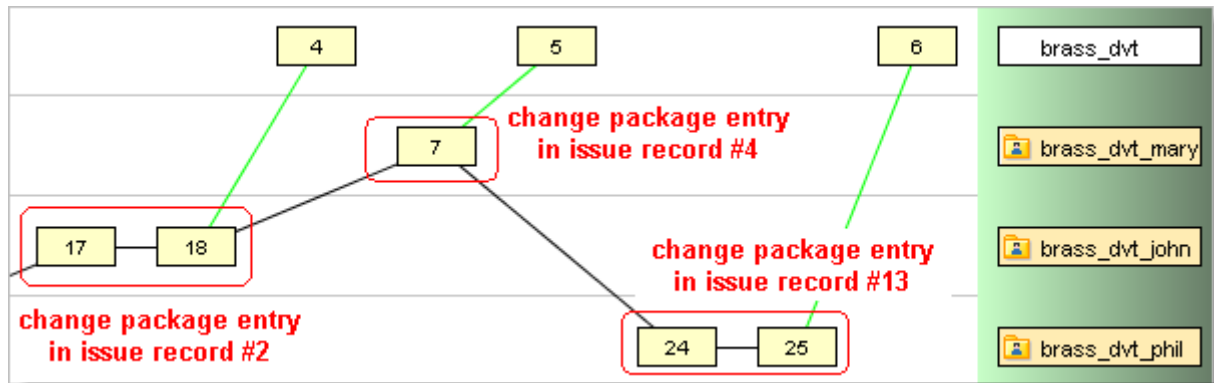 4
5
6
brass_dvt
change package entry
in issue record #4
7
brass_dvt_mary
17
18
change package entry
in issue record #13
brass_dvt_john
change package entry
in issue record #2
24
25
brass_dvt_phil